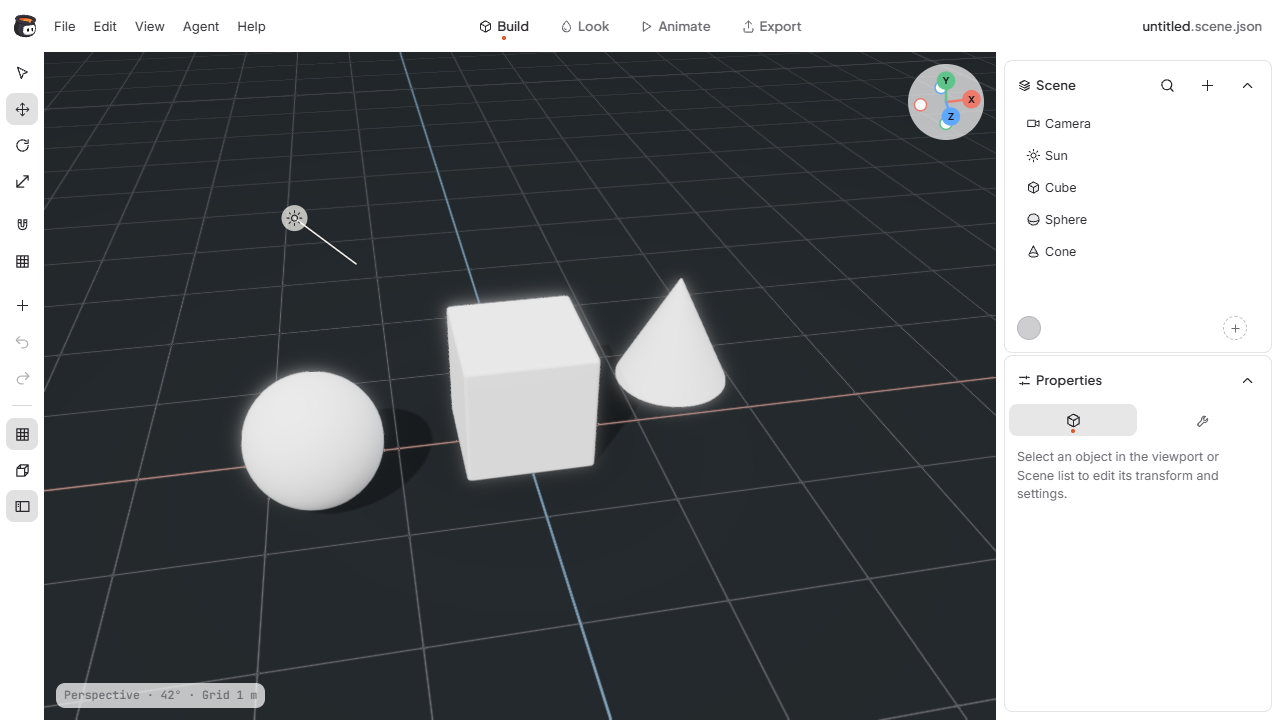 File Edit View Agent Help
Build Look Animate Export
untitled.scene.json
Y
X
Z
Scene
Camera
Sun
Cube
Sphere
Cone
Properties
Select an object in the viewport or
Scene list to edit its transform and
settings.
Perspective · 42° · Grid 1 m